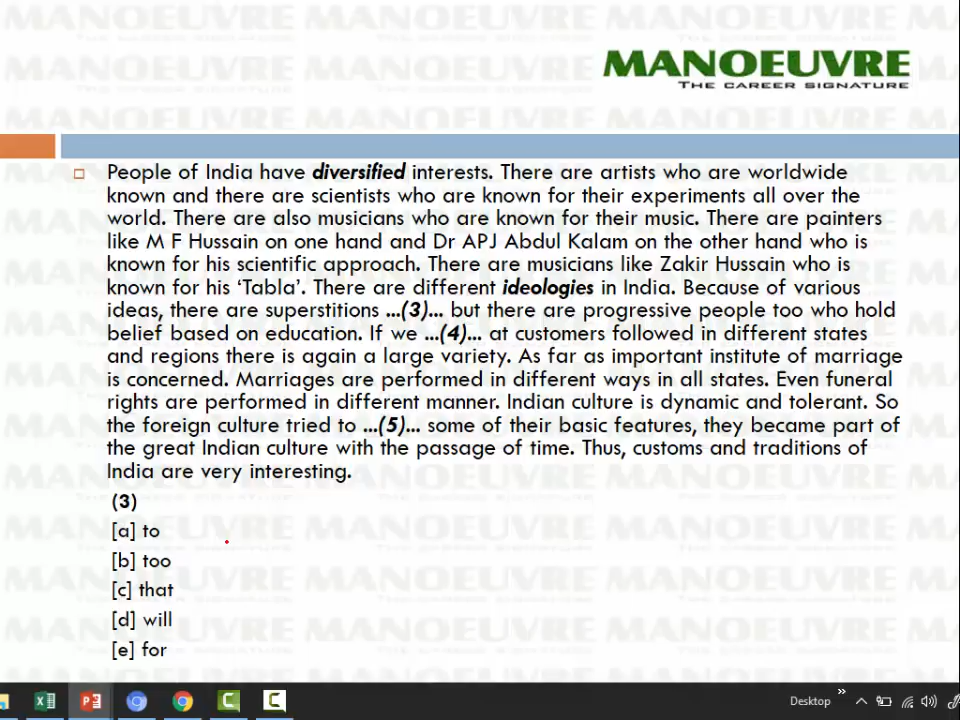 MANOEUVRE
THE CAREER SIGNATURE
People of India have diversified interests. There are artists who are worldwide
known and there are scientists who are known for their experiments all over the
world. There are also musicians who are known for their music. There are painters
like M F Hussain on one hand and Dr APJ Abdul Kalam on the other hand who is
known for his scientific approach. There are musicians like Zakir Hussain who is
known for his ‘Tabla’. There are different ideologies in India. Because of various
ideas, there are superstitions ...(3)... but there are progressive people too who hold
belief based on education. If we ...(4)... at customers followed in different states
and regions there is again a large variety. As far as important institute of marriage
is concerned. Marriages are performed in different ways in all states. Even funeral
rights are performed in different manner. Indian culture is dynamic and tolerant. So
the foreign culture tried to ...(5)... some of their basic features, they became part of
the great Indian culture with the passage of time. Thus, customs and traditions of
India are very interesting.
(3)
[a] to
[b] too
[c] that
[d] will
[e] for
Desktop